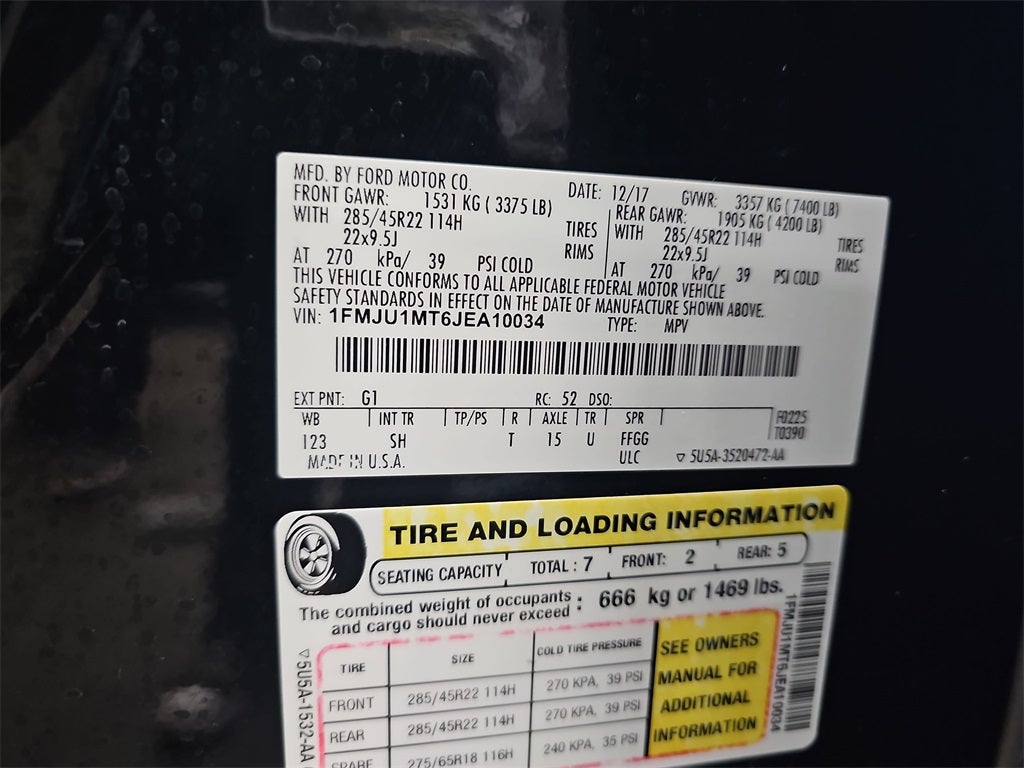 MFD. BY FORD MOTOR CO. DATE: 12/17 GVWR: 3357 KG ( 7400 LB)
FRONT GAWR: 1531 KG ( 3375 LB) REAR GAWR: 1905 KG ( 4200 LB)
WITH 285/45R22 114H TIRES WITH 285/45R22 114H TIRES
22x9.5J RIMS 22x9.5J RIMS
AT 270 kPa/ 39 PSI COLD AT 270 kPa/ 39 PSI COLD
THIS VEHICLE CONFORMS TO ALL APPLICABLE FEDERAL MOTOR VEHICLE
SAFETY STANDARDS IN EFFECT ON THE DATE OF MANUFACTURE SHOWN ABOVE.
VIN: 1FMJU1MT6JEA10034 TYPE: MPV
EXT PNT: G1 RC: 52 DSO:
WB INT TR TP/PS R AXLE TR SPR F0225
123 SH T 15 U FFGG T0390
MADE IN U.S.A. ULC ▽ 5U5A-3520472-AA
TIRE AND LOADING INFORMATION
SEATING CAPACITY TOTAL : 7 FRONT: 2 REAR: 5
The combined weight of occupants
and cargo should never exceed : 666 kg or 1469 lbs.
TIRE SIZE COLD TIRE PRESSURE
FRONT 285/45R22 114H 270 KPA, 39 PSI
REAR 285/45R22 114H 270 KPA, 39 PSI
SPARE 275/65R18 116H 240 KPA, 35 PSI
SEE OWNERS
MANUAL FOR
ADDITIONAL
INFORMATION
1FMJU1MT6JEA10034
▽5U5A-1532-AA